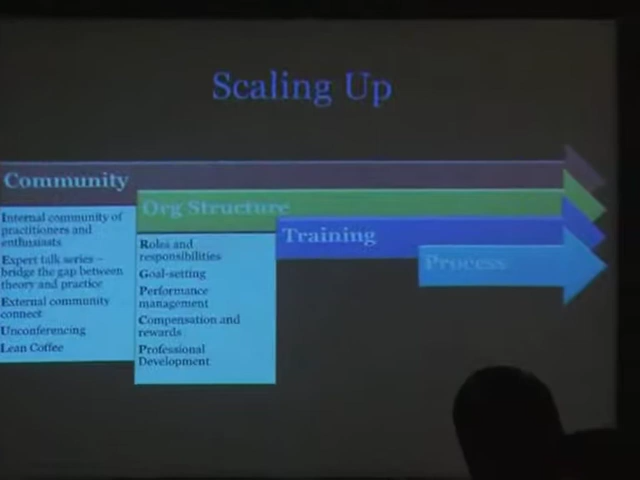 Scaling Up
Community
Internal community of
practitioners and
enthusiasts
Expert talk series –
bridge the gap between
theory and practice
External community
connect
Unconferencing
Lean Coffee
Org Structure
Roles and
responsibilities
Goal-setting
Performance
management
Compensation and
rewards
Professional
Development
Training
Process